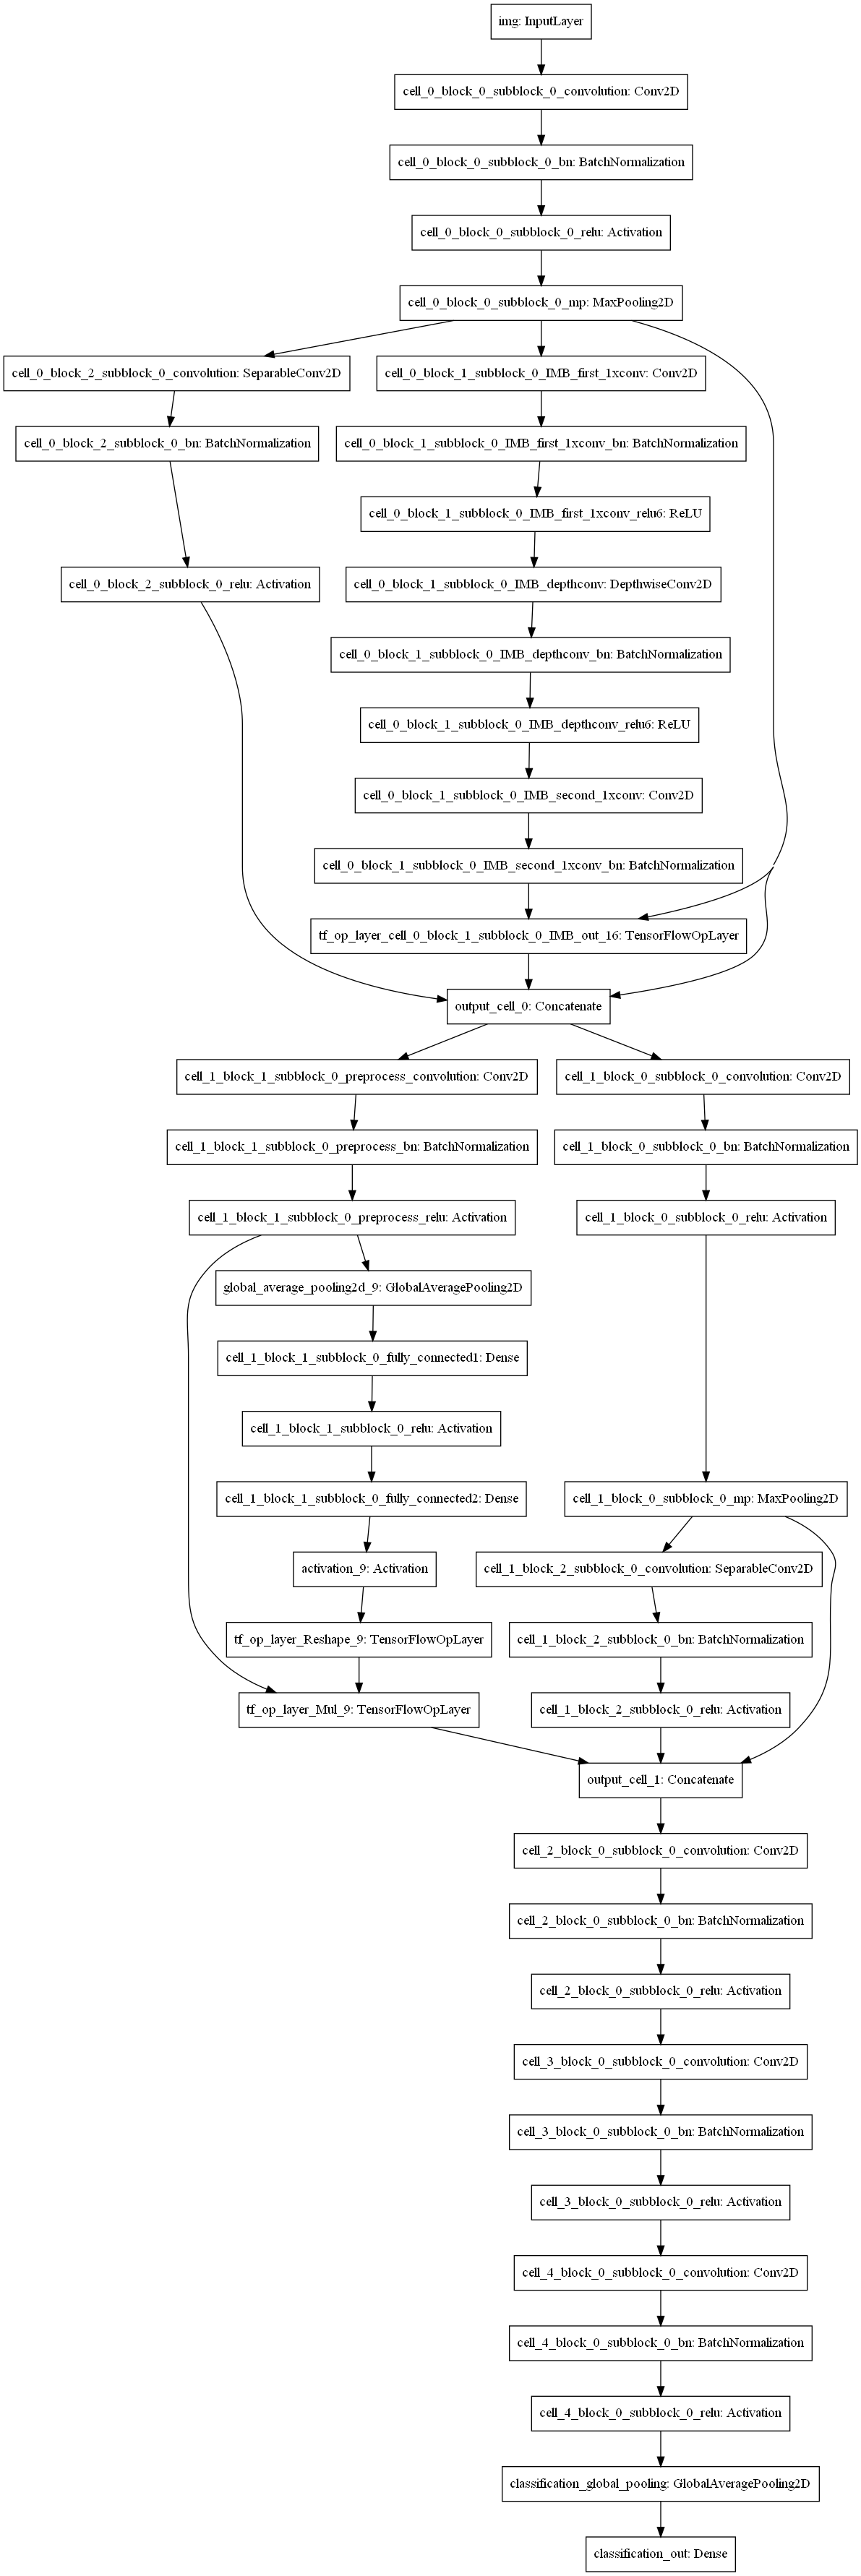 img: InputLayer
cell_0_block_0_subblock_0_convolution: Conv2D
cell_0_block_0_subblock_0_bn: BatchNormalization
cell_0_block_0_subblock_0_relu: Activation
cell_0_block_0_subblock_0_mp: MaxPooling2D
cell_0_block_2_subblock_0_convolution: SeparableConv2D
cell_0_block_1_subblock_0_IMB_first_1xconv: Conv2D
cell_0_block_2_subblock_0_bn: BatchNormalization
cell_0_block_1_subblock_0_IMB_first_1xconv_bn: BatchNormalization
cell_0_block_1_subblock_0_IMB_first_1xconv_relu6: ReLU
cell_0_block_2_subblock_0_relu: Activation
cell_0_block_1_subblock_0_IMB_depthconv: DepthwiseConv2D
cell_0_block_1_subblock_0_IMB_depthconv_bn: BatchNormalization
cell_0_block_1_subblock_0_IMB_depthconv_relu6: ReLU
cell_0_block_1_subblock_0_IMB_second_1xconv: Conv2D
cell_0_block_1_subblock_0_IMB_second_1xconv_bn: BatchNormalization
tf_op_layer_cell_0_block_1_subblock_0_IMB_out_16: TensorFlowOpLayer
output_cell_0: Concatenate
cell_1_block_1_subblock_0_preprocess_convolution: Conv2D
cell_1_block_0_subblock_0_convolution: Conv2D
cell_1_block_1_subblock_0_preprocess_bn: BatchNormalization
cell_1_block_0_subblock_0_bn: BatchNormalization
cell_1_block_1_subblock_0_preprocess_relu: Activation
cell_1_block_0_subblock_0_relu: Activation
global_average_pooling2d_9: GlobalAveragePooling2D
cell_1_block_1_subblock_0_fully_connected1: Dense
cell_1_block_1_subblock_0_relu: Activation
cell_1_block_1_subblock_0_fully_connected2: Dense
cell_1_block_0_subblock_0_mp: MaxPooling2D
activation_9: Activation
cell_1_block_2_subblock_0_convolution: SeparableConv2D
tf_op_layer_Reshape_9: TensorFlowOpLayer
cell_1_block_2_subblock_0_bn: BatchNormalization
tf_op_layer_Mul_9: TensorFlowOpLayer
cell_1_block_2_subblock_0_relu: Activation
output_cell_1: Concatenate
cell_2_block_0_subblock_0_convolution: Conv2D
cell_2_block_0_subblock_0_bn: BatchNormalization
cell_2_block_0_subblock_0_relu: Activation
cell_3_block_0_subblock_0_convolution: Conv2D
cell_3_block_0_subblock_0_bn: BatchNormalization
cell_3_block_0_subblock_0_relu: Activation
cell_4_block_0_subblock_0_convolution: Conv2D
cell_4_block_0_subblock_0_bn: BatchNormalization
cell_4_block_0_subblock_0_relu: Activation
classification_global_pooling: GlobalAveragePooling2D
classification_out: Dense